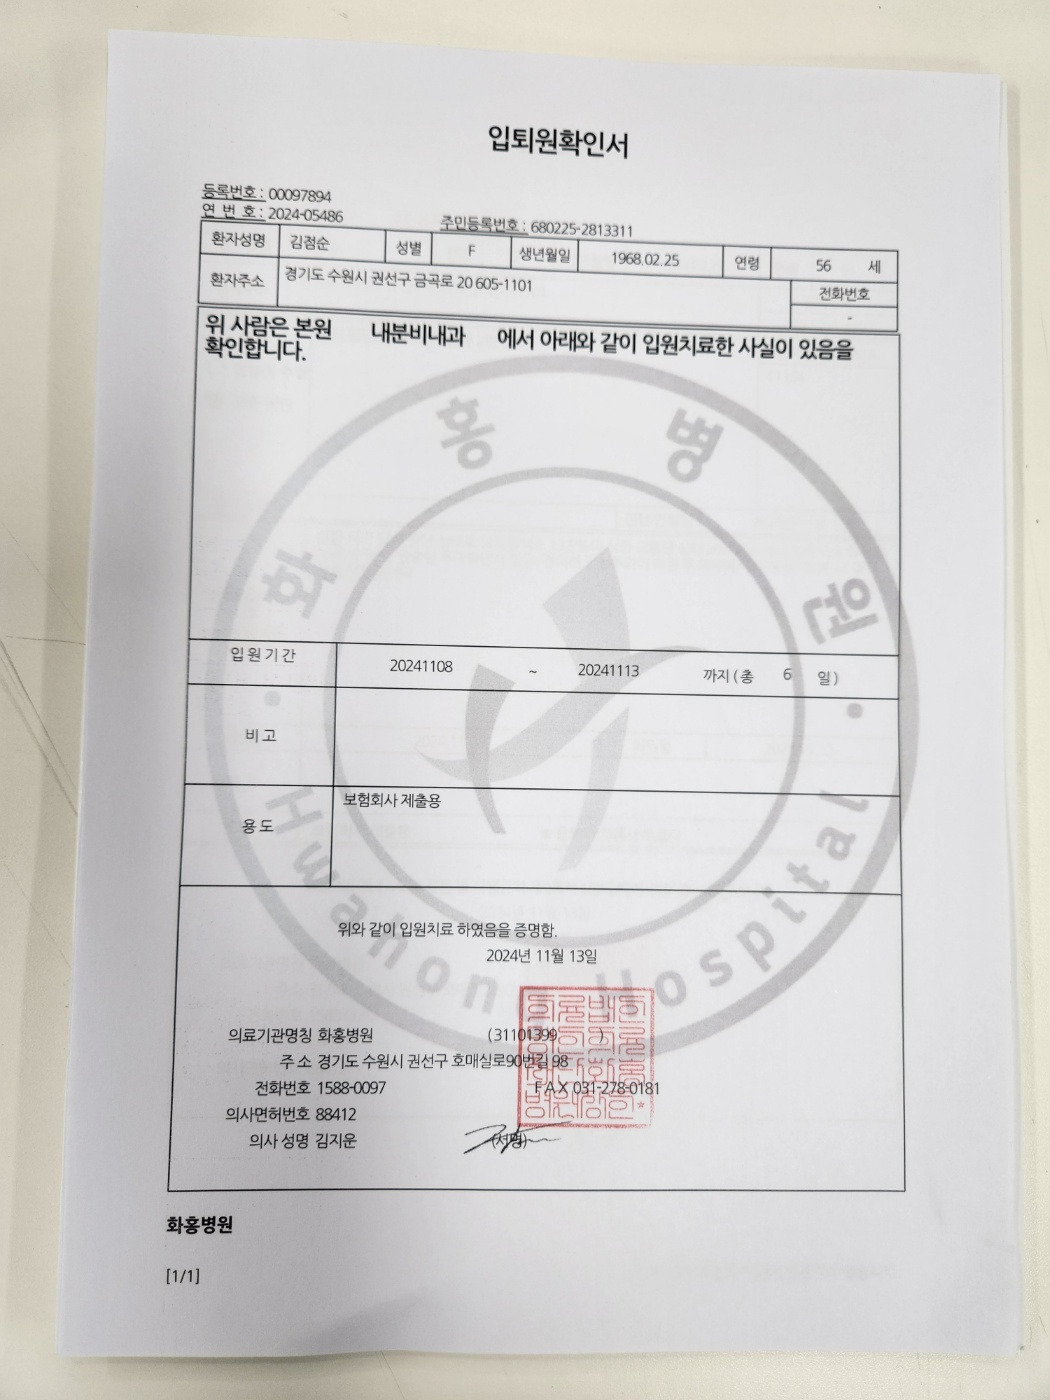 입퇴원확인서
등록번호 : 00097894
연 번 호 : 2024-05486
주민등록번호 : 680225-2813311
환자성명 김점순 성별 F 생년월일 1968.02.25 연령 56 세
환자주소 경기도 수원시 권선구 금곡로 20 605-1101
전화번호
-
위 사람은 본원 내분비내과 에서 아래와 같이 입원치료한 사실이 있음을
확인합니다.
화홍병원
Hwahong Hospital
입원기간 20241108 ~ 20241113 까지 ( 총 6 일 )
비고
용도 보험회사 제출용
위와 같이 입원치료 하였음을 증명함.
2024년 11월 13일
의료기관명칭 화홍병원 (31101399 )
주 소 경기도 수원시 권선구 호매실로90번길 98
전화번호 1588-0097 F A X 031-278-0181
의사면허번호 88412
의사 성명 김지운 (서명)
화홍병원
[1/1]